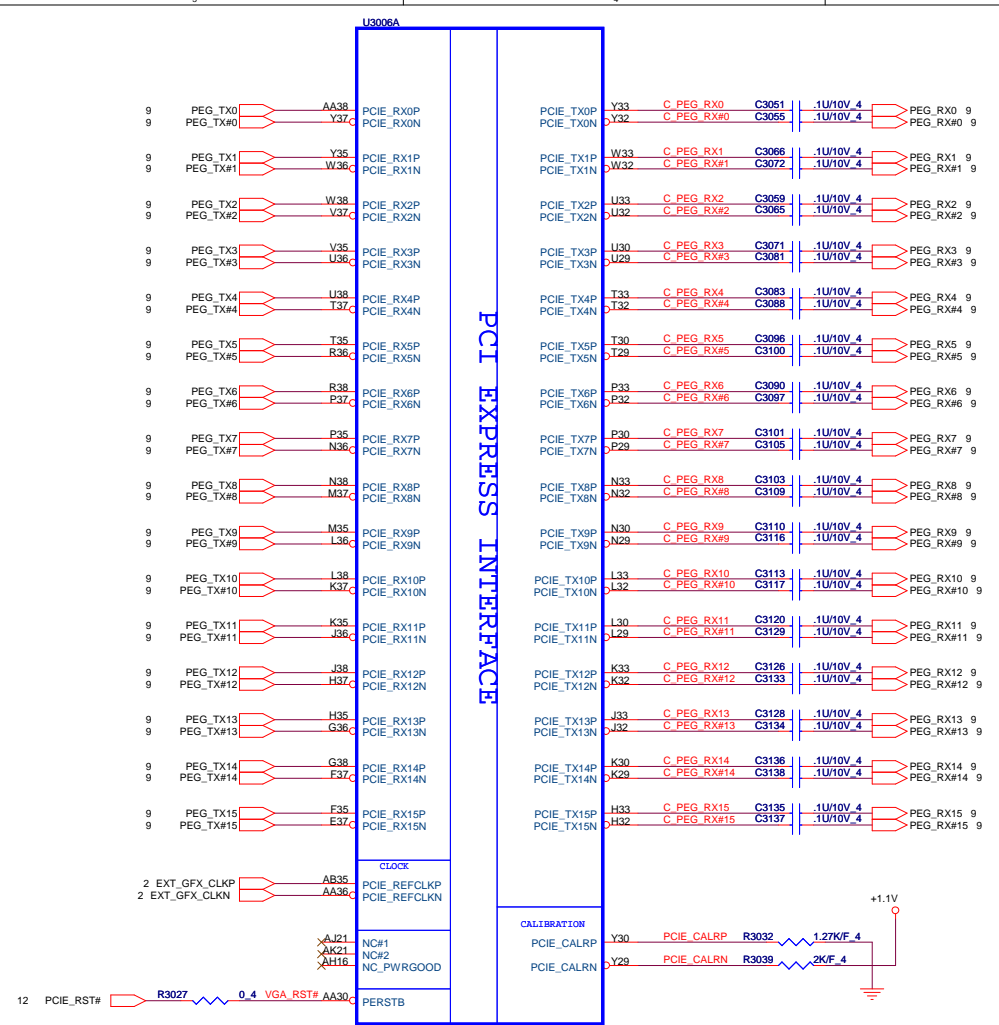 U3006A
9 PEG_TX0 AA38 PCIE_RX0P PCIE_TX0P Y33 C_PEG_RX0 C3051 .1U/10V_4 PEG_RX0 9
9 PEG_TX#0 Y37 PCIE_RX0N PCIE_TX0N Y32 C_PEG_RX#0 C3055 .1U/10V_4 PEG_RX#0 9
9 PEG_TX1 Y35 PCIE_RX1P PCIE_TX1P W33 C_PEG_RX1 C3066 .1U/10V_4 PEG_RX1 9
9 PEG_TX#1 W36 PCIE_RX1N PCIE_TX1N W32 C_PEG_RX#1 C3072 .1U/10V_4 PEG_RX#1 9
9 PEG_TX2 W38 PCIE_RX2P PCIE_TX2P U33 C_PEG_RX2 C3059 .1U/10V_4 PEG_RX2 9
9 PEG_TX#2 V37 PCIE_RX2N PCIE_TX2N U32 C_PEG_RX#2 C3065 .1U/10V_4 PEG_RX#2 9
9 PEG_TX3 V35 PCIE_RX3P PCIE_TX3P U30 C_PEG_RX3 C3071 .1U/10V_4 PEG_RX3 9
9 PEG_TX#3 U36 PCIE_RX3N PCIE_TX3N U29 C_PEG_RX#3 C3081 .1U/10V_4 PEG_RX#3 9
9 PEG_TX4 U38 PCIE_RX4P PCIE_TX4P T33 C_PEG_RX4 C3083 .1U/10V_4 PEG_RX4 9
9 PEG_TX#4 T37 PCIE_RX4N PCIE_TX4N T32 C_PEG_RX#4 C3088 .1U/10V_4 PEG_RX#4 9
9 PEG_TX5 T35 PCIE_RX5P PCIE_TX5P T30 C_PEG_RX5 C3096 .1U/10V_4 PEG_RX5 9
9 PEG_TX#5 R36 PCIE_RX5N PCIE_TX5N T29 C_PEG_RX#5 C3100 .1U/10V_4 PEG_RX#5 9
9 PEG_TX6 R38 PCIE_RX6P PCIE_TX6P P33 C_PEG_RX6 C3090 .1U/10V_4 PEG_RX6 9
9 PEG_TX#6 P37 PCIE_RX6N PCIE_TX6N P32 C_PEG_RX#6 C3097 .1U/10V_4 PEG_RX#6 9
9 PEG_TX7 P35 PCIE_RX7P PCIE_TX7P P30 C_PEG_RX7 C3101 .1U/10V_4 PEG_RX7 9
9 PEG_TX#7 N36 PCIE_RX7N PCIE_TX7N P29 C_PEG_RX#7 C3105 .1U/10V_4 PEG_RX#7 9
9 PEG_TX8 N38 PCIE_RX8P PCIE_TX8P N33 C_PEG_RX8 C3103 .1U/10V_4 PEG_RX8 9
9 PEG_TX#8 M37 PCIE_RX8N PCIE_TX8N N32 C_PEG_RX#8 C3109 .1U/10V_4 PEG_RX#8 9
9 PEG_TX9 M35 PCIE_RX9P PCIE_TX9P N30 C_PEG_RX9 C3110 .1U/10V_4 PEG_RX9 9
9 PEG_TX#9 L36 PCIE_RX9N PCIE_TX9N N29 C_PEG_RX#9 C3116 .1U/10V_4 PEG_RX#9 9
9 PEG_TX10 L38 PCIE_RX10P PCIE_TX10P L33 C_PEG_RX10 C3113 .1U/10V_4 PEG_RX10 9
9 PEG_TX#10 K37 PCIE_RX10N PCIE_TX10N L32 C_PEG_RX#10 C3117 .1U/10V_4 PEG_RX#10 9
9 PEG_TX11 K35 PCIE_RX11P PCIE_TX11P L30 C_PEG_RX11 C3120 .1U/10V_4 PEG_RX11 9
9 PEG_TX#11 J36 PCIE_RX11N PCIE_TX11N L29 C_PEG_RX#11 C3129 .1U/10V_4 PEG_RX#11 9
9 PEG_TX12 J38 PCIE_RX12P PCIE_TX12P K33 C_PEG_RX12 C3126 .1U/10V_4 PEG_RX12 9
9 PEG_TX#12 H37 PCIE_RX12N PCIE_TX12N K32 C_PEG_RX#12 C3133 .1U/10V_4 PEG_RX#12 9
9 PEG_TX13 H35 PCIE_RX13P PCIE_TX13P J33 C_PEG_RX13 C3128 .1U/10V_4 PEG_RX13 9
9 PEG_TX#13 G36 PCIE_RX13N PCIE_TX13N J32 C_PEG_RX#13 C3134 .1U/10V_4 PEG_RX#13 9
9 PEG_TX14 G38 PCIE_RX14P PCIE_TX14P K30 C_PEG_RX14 C3136 .1U/10V_4 PEG_RX14 9
9 PEG_TX#14 F37 PCIE_RX14N PCIE_TX14N K29 C_PEG_RX#14 C3138 .1U/10V_4 PEG_RX#14 9
9 PEG_TX15 F35 PCIE_RX15P PCIE_TX15P H33 C_PEG_RX15 C3135 .1U/10V_4 PEG_RX15 9
9 PEG_TX#15 E37 PCIE_RX15N PCIE_TX15N H32 C_PEG_RX#15 C3137 .1U/10V_4 PEG_RX#15 9
PCI EXPRESS INTERFACE
CLOCK
2 EXT_GFX_CLKP AB35 PCIE_REFCLKP
2 EXT_GFX_CLKN AA36 PCIE_REFCLKN
+1.1V
CALIBRATION
AJ21 NC#1 PCIE_CALRP Y30 PCIE_CALRP R3032 1.27K/F_4
AK21 NC#2
AH16 NC_PWRGOOD PCIE_CALRN Y29 PCIE_CALRN R3039 2K/F_4
12 PCIE_RST# R3027 0_4 VGA_RST# AA30 PERSTB